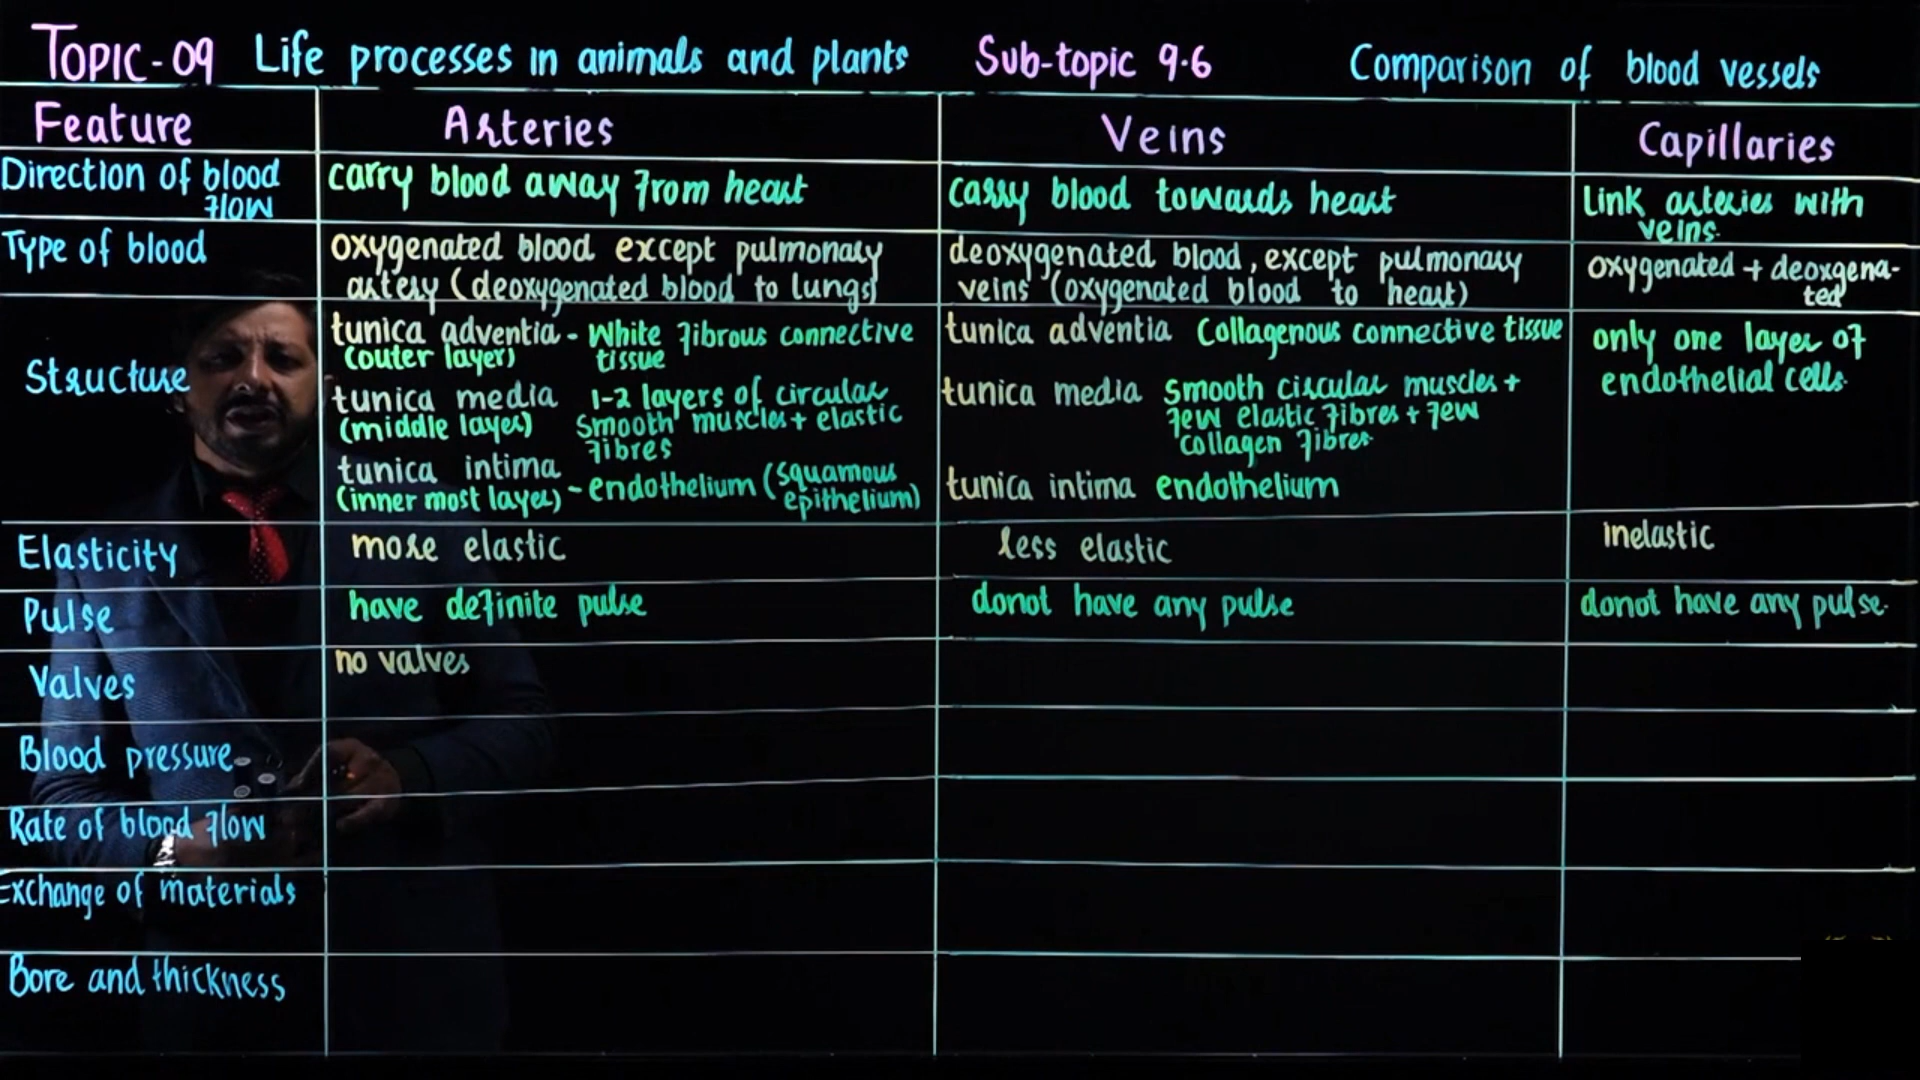 TOPIC-09 Life processes in animals and plants Sub-topic 9.6 Comparison of blood vessels
Feature Arteries Veins Capillaries
Direction of blood flow
carry blood away from heart
carry blood towards heart
Link arteries with
veins.
Type of blood
oxygenated blood except pulmonary
artery (deoxygenated blood to lungs)
deoxygenated blood, except pulmonary
veins (oxygenated blood to heart)
oxygenated + deoxgena-
ted
Structure
tunica adventia - White fibrous connective
(outer layer) tissue
tunica media 1-2 layers of circular
(middle layer) Smooth muscles + elastic
fibres
tunica intima
(inner most layer) - endothelium (squamous
epithelium)
tunica adventia Collagenous connective tissue
tunica media Smooth circular muscles +
few elastic fibres + few
collagen fibres.
tunica intima endothelium
only one layer of
endothelial cells.
Elasticity more elastic less elastic inelastic
Pulse have definite pulse donot have any pulse donot have any pulse.
Valves no valves
Blood pressure
Rate of blood flow
Exchange of materials
Bore and thickness